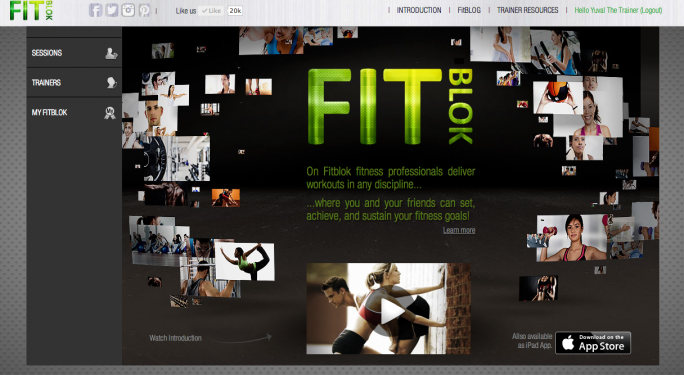 FIT BLOK
Like us Like 20k
INTRODUCTION | FitBLOK | TRAINER RESOURCES | Hello Yuval The Trainer (Logout)
SESSIONS
TRAINERS
MY FITBLOK
FIT BLOK
On Fitblok fitness professionals deliver
workouts in any discipline...
...where you and your friends can set,
achieve, and sustain your fitness goals!
Learn more
Watch Introduction
Also available
as iPad App.
Download on the
App Store